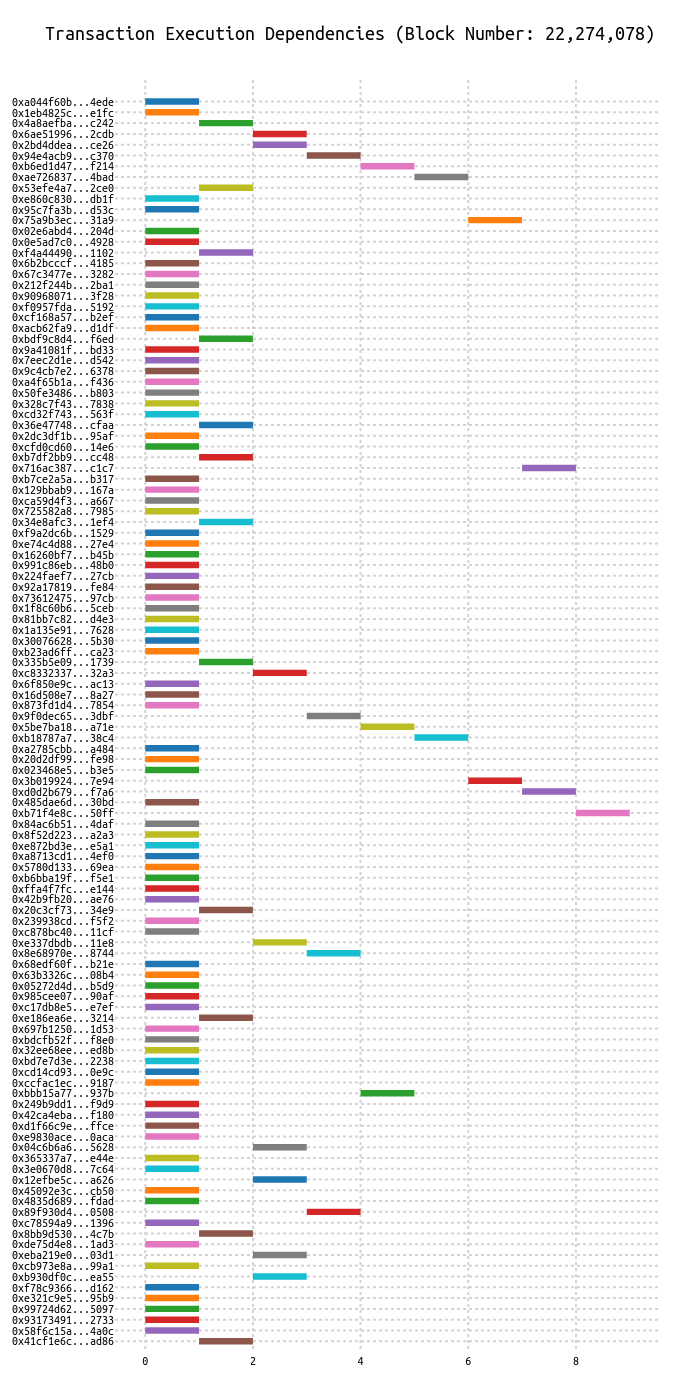 Transaction Execution Dependencies (Block Number: 22,274,078)
0xa044f60b...4ede
0x1eb4825c...e1fc
0x4a8aefba...c242
0x6ae51996...2cdb
0x2bd4ddea...ce26
0x94e4acb9...c370
0xb6ed1d47...f214
0xae726837...4bad
0x53efe4a7...2ce0
0xe860c830...db1f
0x95c7fa3b...d53c
0x75a9b3ec...31a9
0x02e6abd4...204d
0x0e5ad7c0...4928
0xf4a44490...1102
0x6b2bcccf...4185
0x67c3477e...3282
0x212f244b...2ba1
0x90968071...3f28
0xf0957fda...5192
0xcf168a57...b2ef
0xacb62fa9...d1df
0xbdf9c8d4...f6ed
0x9a41081f...bd33
0x7eec2d1e...d542
0x9c4cb7e2...6378
0xa4f65b1a...f436
0x50fe3486...b803
0x328c7f43...7838
0xcd32f743...563f
0x36e47748...cfaa
0x2dc3df1b...95af
0xcfd0cd60...14e6
0xb7df2bb9...cc48
0x716ac387...c1c7
0xb7ce2a5a...b317
0x129bbab9...167a
0xca59d4f3...a667
0x725582a8...7985
0x34e8afc3...1ef4
0xf9a2dc6b...1529
0xe74c4d88...27e4
0x16260bf7...b45b
0x991c86eb...48b0
0x224faef7...27cb
0x92a17819...fe84
0x73612475...97cb
0x1f8c60b6...5ceb
0x81bb7c82...d4e3
0x1a135e91...7628
0x30076628...5b30
0xb23ad6ff...ca23
0x335b5e09...1739
0xc8332337...32a3
0x6f850e9c...ac13
0x16d508e7...8a27
0x873fd1d4...7854
0x9f0dec65...3dbf
0x5be7ba18...a71e
0xb18787a7...38c4
0xa2785cbb...a484
0x20d2df99...fe98
0x023468e5...b3e5
0x3b019924...7e94
0xd0d2b679...f7a6
0x485dae6d...30bd
0xb71f4e8c...50ff
0x84ac6b51...4daf
0x8f52d223...a2a3
0xe872bd3e...e5a1
0xa8713cd1...4ef0
0x5780d133...69ea
0xb6bba19f...f5e1
0xffa4f7fc...e144
0x42b9fb20...ae76
0x20c3cf73...34e9
0x239938cd...f5f2
0xc878bc40...11cf
0xe337dbdb...11e8
0x8e68970e...8744
0x68edf60f...b21e
0x63b3326c...08b4
0x05272d4d...b5d9
0x985cee07...90af
0xc17db8e5...e7ef
0xe186ea6e...3214
0x697b1250...1d53
0xbdcfb52f...f8e0
0x32ee68ee...ed8b
0xbd7e7d3e...2238
0xcd14cd93...0e9c
0xccfac1ec...9187
0xbbb15a77...937b
0x249b9dd1...f9d9
0x42ca4eba...f180
0xd1f66c9e...ffce
0xe9830ace...0aca
0x04c6b6a6...5628
0x365337a7...e44e
0x3e0670d8...7c64
0x12efbe5c...a626
0x45092e3c...cb50
0x4835d689...fdad
0x89f930d4...0508
0xc78594a9...1396
0x8bb9d530...4c7b
0xde75d4e8...1ad3
0xeba219e0...03d1
0xcb973e8a...99a1
0xb930df0c...ea55
0xf78c9366...d162
0xe321c9e5...95b9
0x99724d62...5097
0x93173491...2733
0x58f6c15a...4a0c
0x41cf1e6c...ad86
0 2 4 6 8